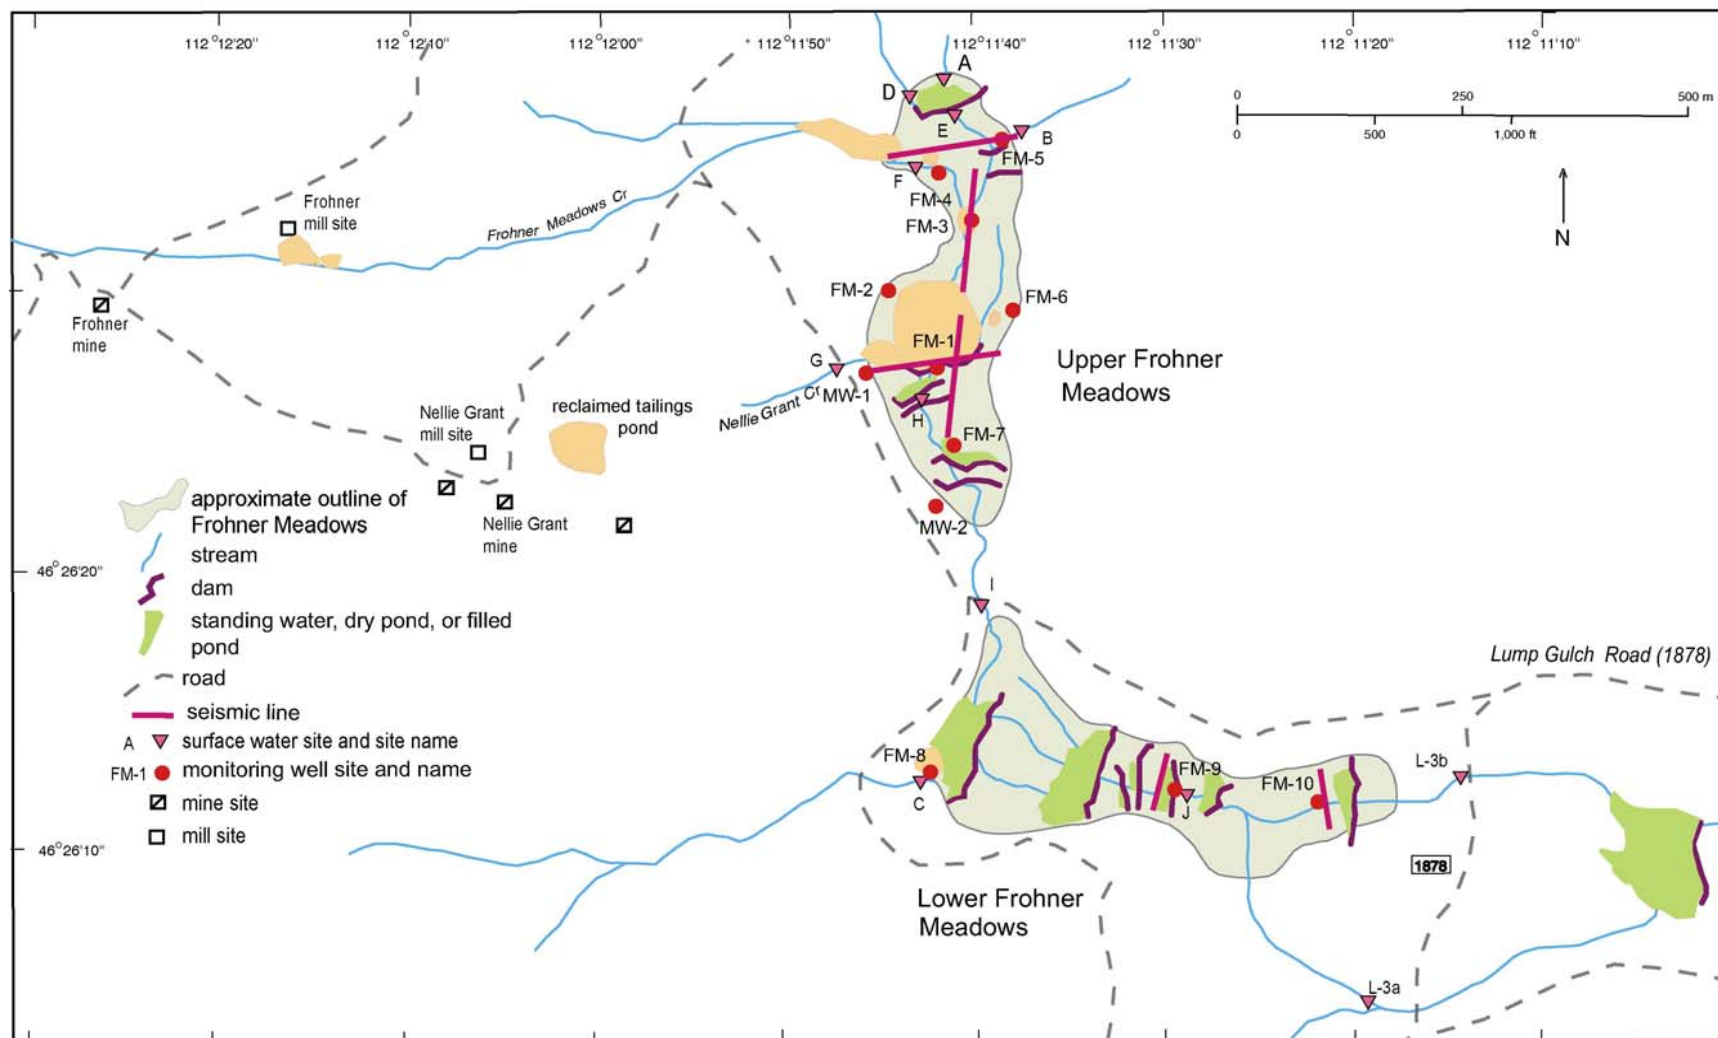 112°12'20"
112°12'10"
112°12'00"
112°11'50"
112°11'40"
112°11'30"
112°11'20"
112°11'10"
A
D
E
B
0
250
500 m
0
500
1,000 ft
FM-5
F
FM-4
FM-3
Frohner
mill site
Frohner Meadows Cr
N
FM-2
FM-6
Frohner
mine
FM-1
G
Upper Frohner
Meadows
MW-1
Nellie Grant Cr
H
Nellie Grant
mill site
reclaimed tailings
pond
FM-7
Nellie Grant
mine
MW-2
approximate outline of
Frohner Meadows
stream
46°26'20"
dam
I
standing water, dry pond, or filled
pond
road
Lump Gulch Road (1878)
seismic line
A
surface water site and site name
FM-1
monitoring well site and name
mine site
mill site
46°26'10"
FM-8
C
FM-9
J
FM-10
L-3b
1878
Lower Frohner
Meadows
L-3a